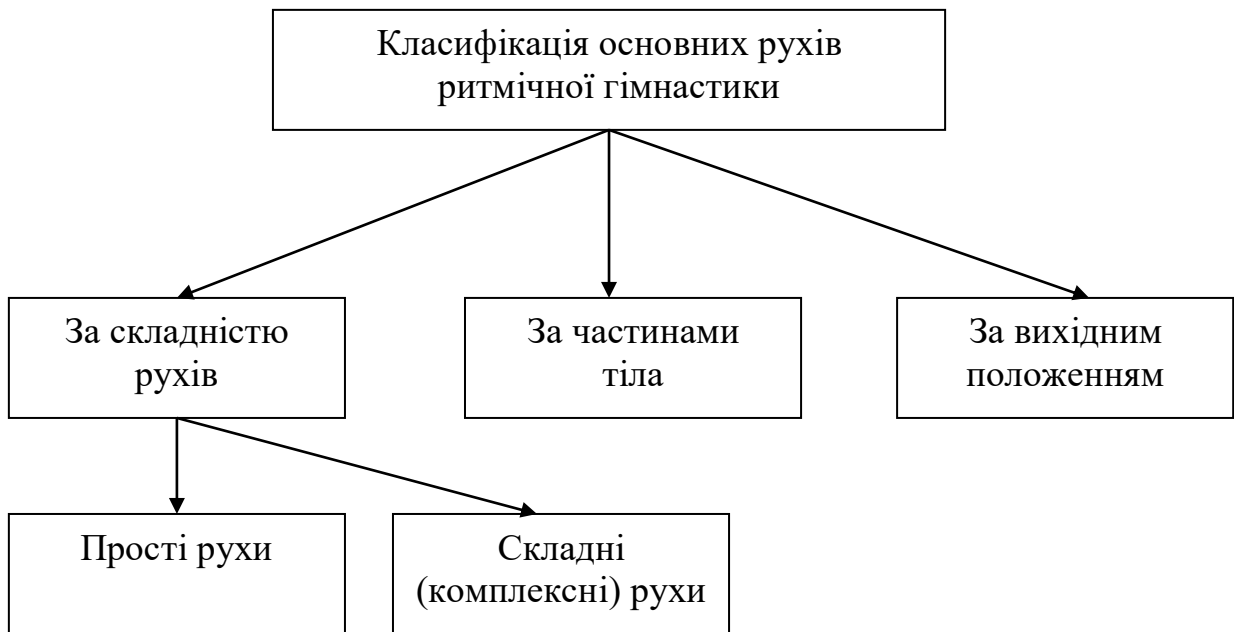 Класифікація основних рухів
ритмічної гімнастики
За складністю
рухів
За частинами
тіла
За вихідним
положенням
Прості рухи
Складні
(комплексні) рухи